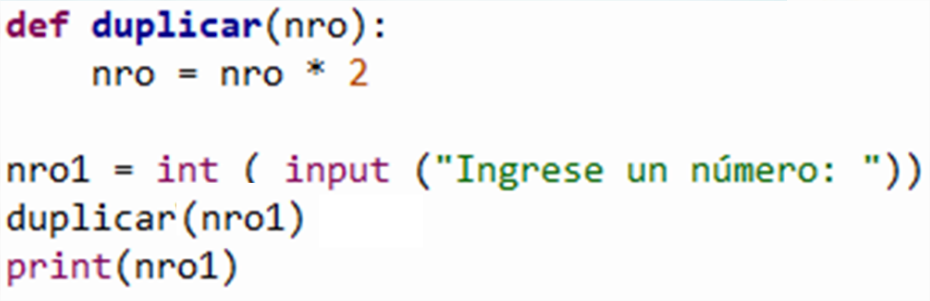 def duplicar(nro):
    nro = nro * 2
nro1 = int ( input ("Ingrese un número: "))
duplicar(nro1)
print(nro1)